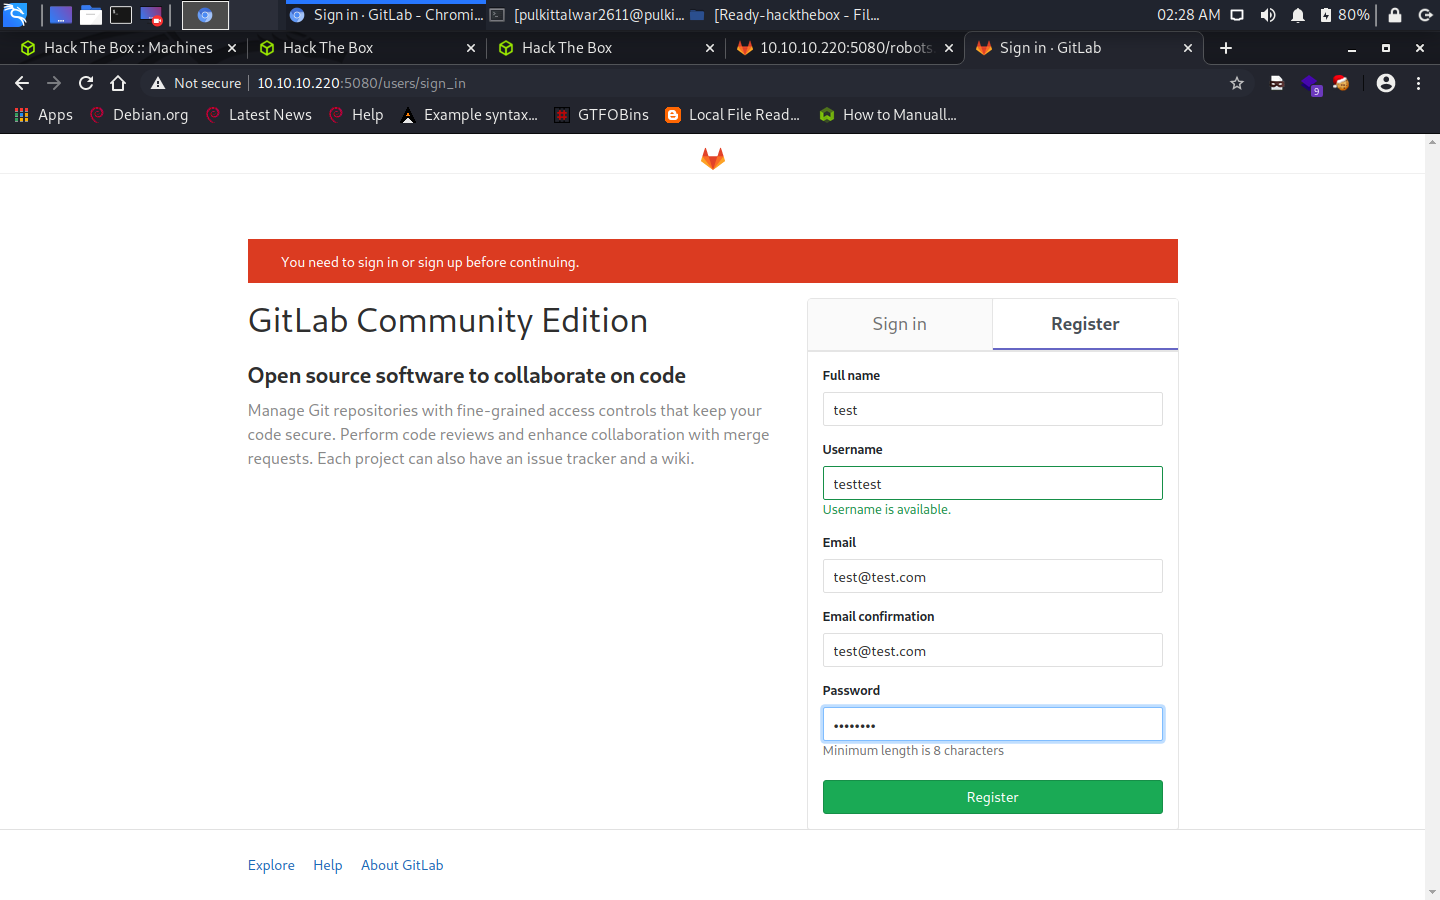 Sign in · GitLab - Chromi...
[pulkittalwar2611@pulki...
[Ready-hackthebox - Fil...
02:28 AM
80%
Hack The Box :: Machines
Hack The Box
Hack The Box
10.10.10.220:5080/robots
Sign in · GitLab
Not secure
10.10.10.220:5080/users/sign_in
9
Apps
Debian.org
Latest News
Help
Example syntax...
GTFOBins
Local File Read...
How to Manuall...
You need to sign in or sign up before continuing.
GitLab Community Edition
Open source software to collaborate on code
Manage Git repositories with fine-grained access controls that keep your
code secure. Perform code reviews and enhance collaboration with merge
requests. Each project can also have an issue tracker and a wiki.
Sign in
Register
Full name
test
Username
testtest
Username is available.
Email
test@test.com
Email confirmation
test@test.com
Password
••••••••
Minimum length is 8 characters
Register
Explore
Help
About GitLab